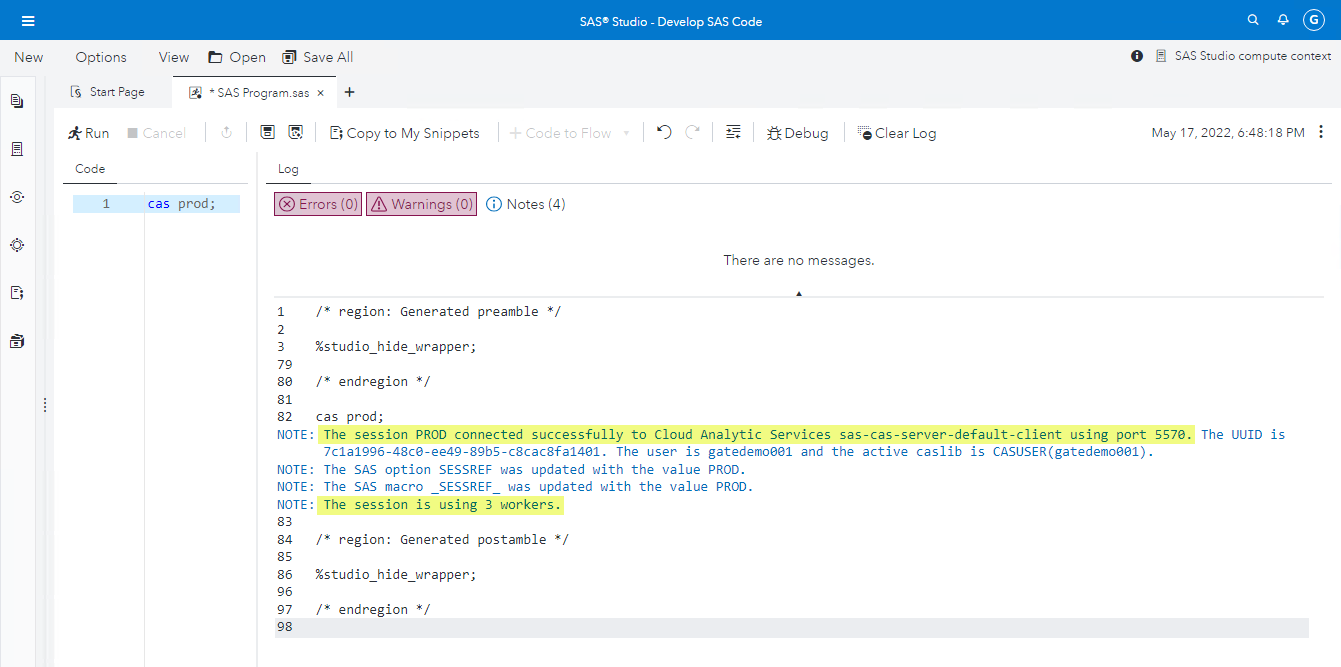 SAS® Studio - Develop SAS Code
G
New Options View Open Save All SAS Studio compute context
Start Page * SAS Program.sas × +
Run Cancel Copy to My Snippets + Code to Flow Debug Clear Log May 17, 2022, 6:48:18 PM
Code
1 cas prod;
Log
Errors (0) Warnings (0) Notes (4)
There are no messages.
1 /* region: Generated preamble */
2
3 %studio_hide_wrapper;
79
80 /* endregion */
81
82 cas prod;
NOTE: The session PROD connected successfully to Cloud Analytic Services sas-cas-server-default-client using port 5570. The UUID is
7c1a1996-48c0-ee49-89b5-c8cac8fa1401. The user is gatedemo001 and the active caslib is CASUSER(gatedemo001).
NOTE: The SAS option SESSREF was updated with the value PROD.
NOTE: The SAS macro _SESSREF_ was updated with the value PROD.
NOTE: The session is using 3 workers.
83
84 /* region: Generated postamble */
85
86 %studio_hide_wrapper;
96
97 /* endregion */
98